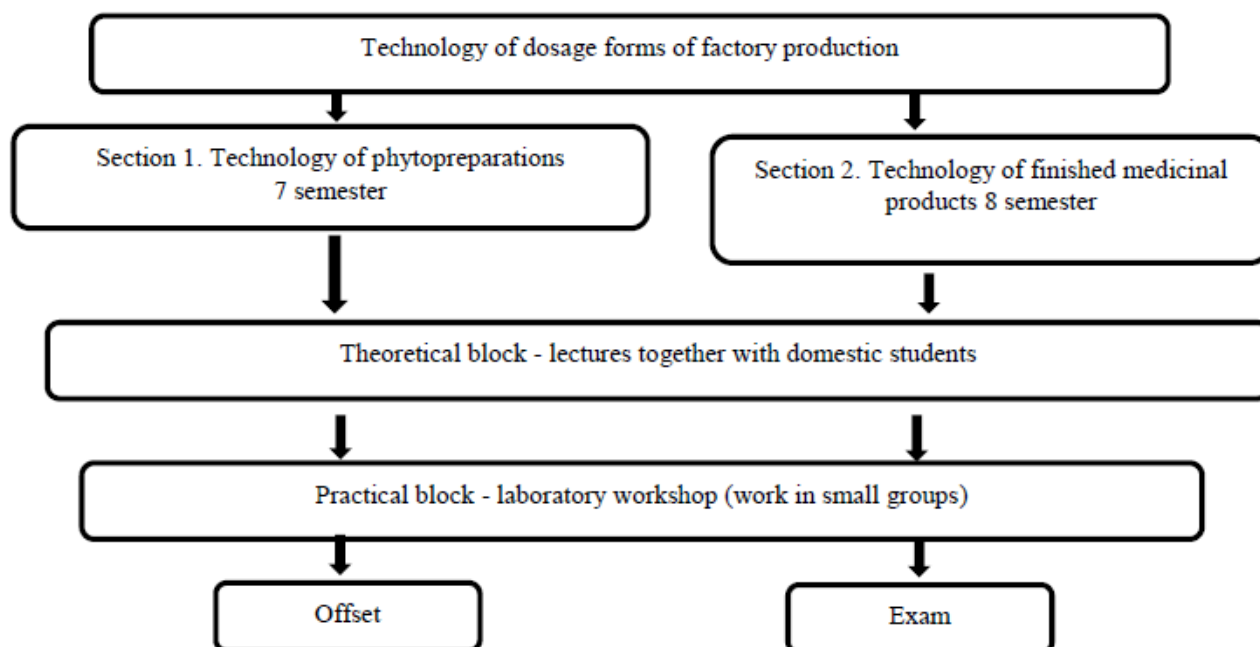 Technology of dosage forms of factory production
Section 1. Technology of phytopreparations
7 semester
Section 2. Technology of finished medicinal
products 8 semester
Theoretical block - lectures together with domestic students
Practical block - laboratory workshop (work in small groups)
Offset
Exam